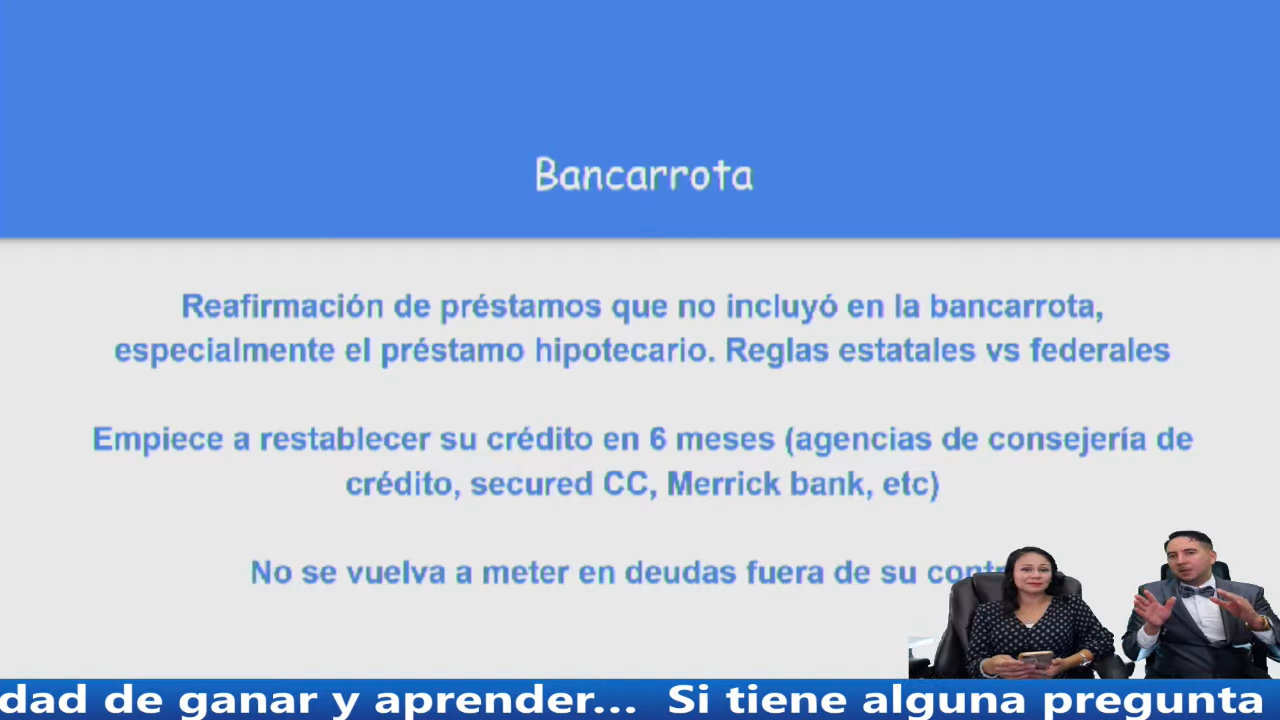 Bancarrota
Reafirmación de préstamos que no incluyó en la bancarrota,
especialmente el préstamo hipotecario. Reglas estatales vs federales
Empiece a restablecer su crédito en 6 meses (agencias de consejería de
crédito, secured CC, Merrick bank, etc)
No se vuelva a meter en deudas fuera de su
dad de ganar y aprender... Si tiene alguna pregunta